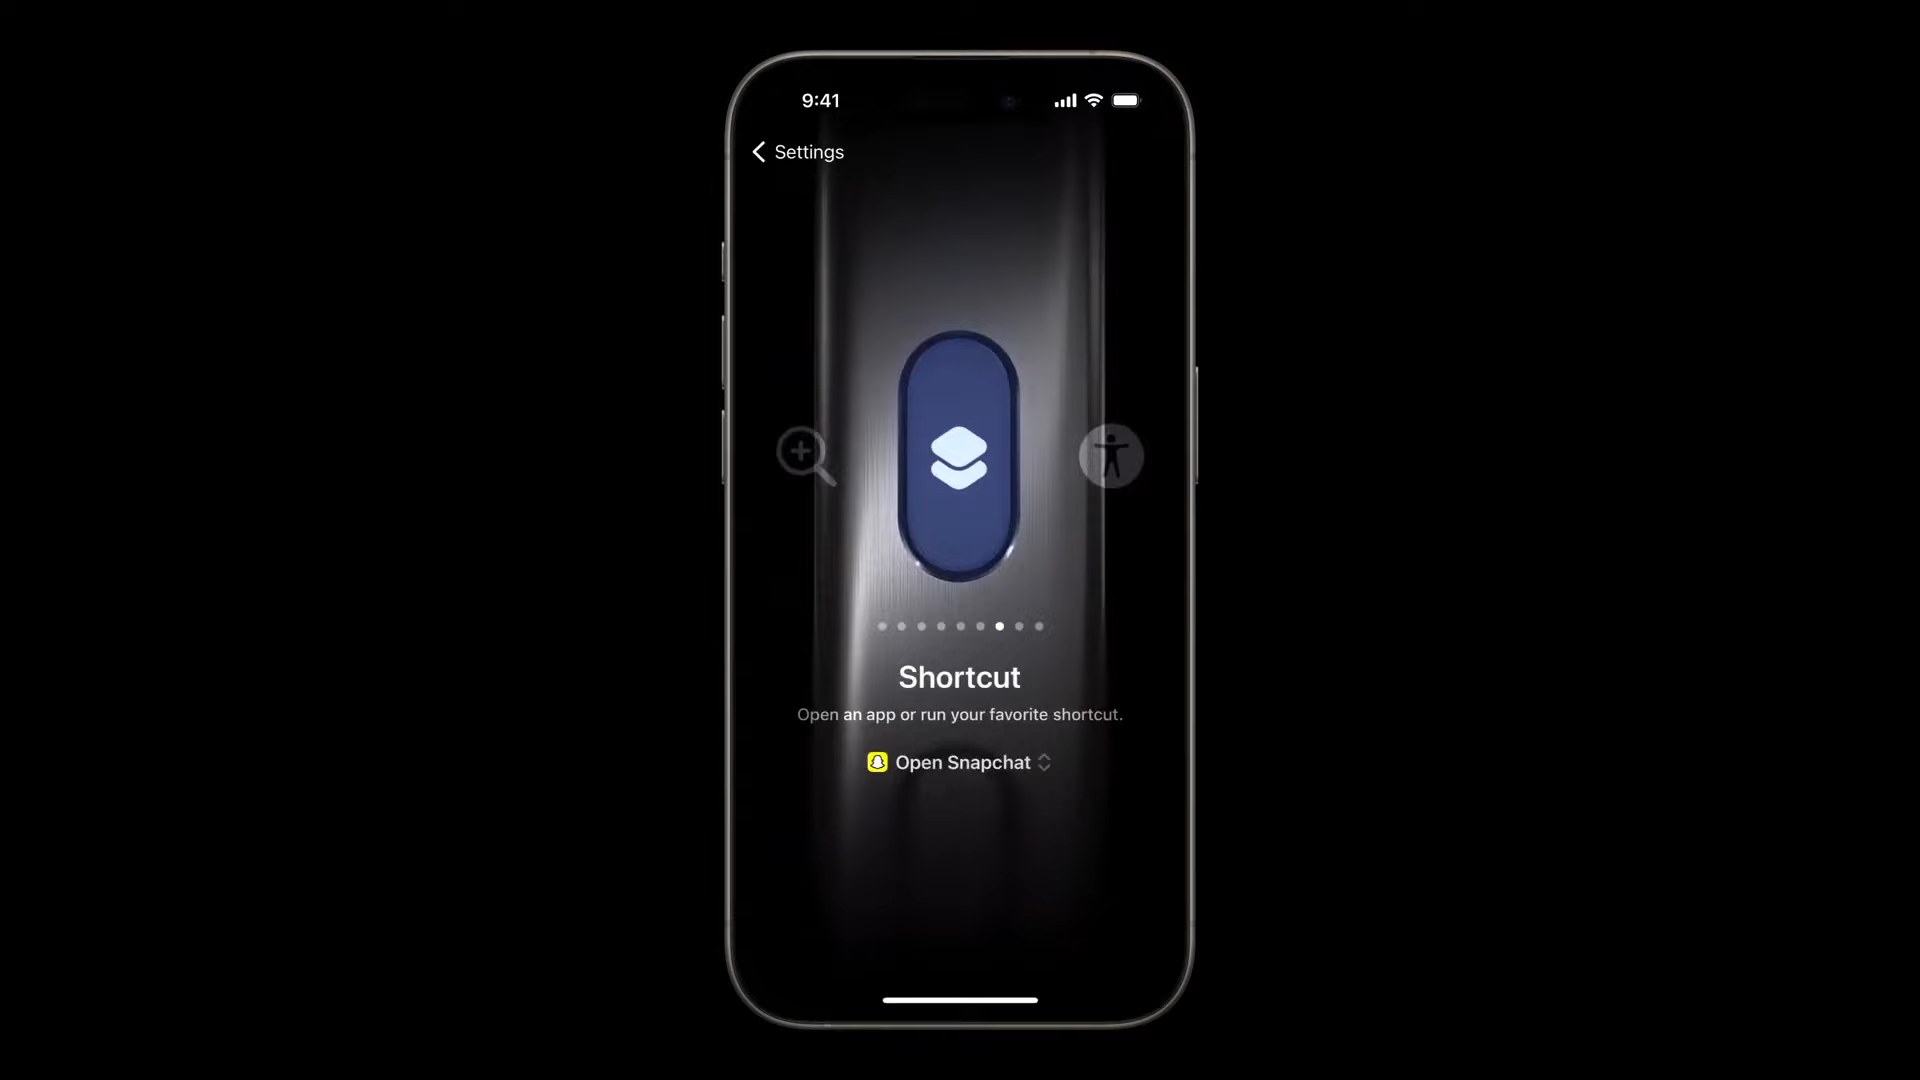 9:41
Settings
Shortcut
Open an app or run your favorite shortcut.
Open Snapchat